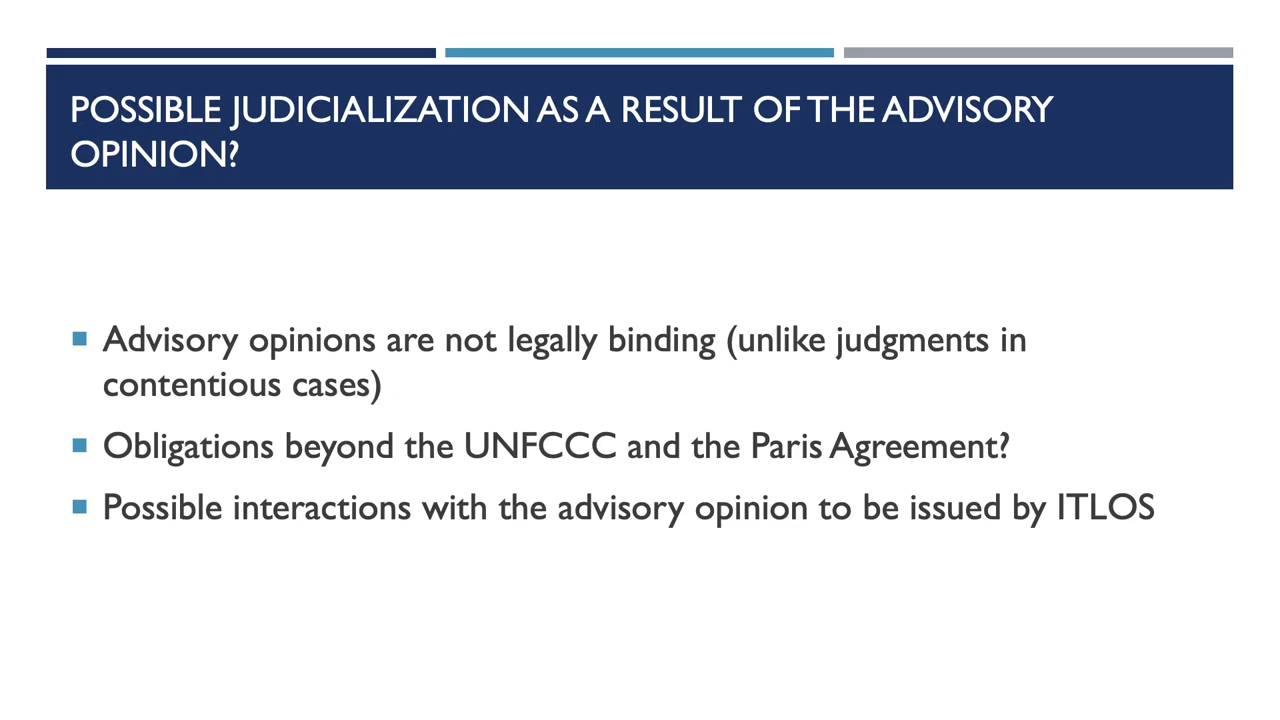 POSSIBLE JUDICIALIZATION AS A RESULT OF THE ADVISORY
OPINION?
Advisory opinions are not legally binding (unlike judgments in
contentious cases)
Obligations beyond the UNFCCC and the Paris Agreement?
Possible interactions with the advisory opinion to be issued by ITLOS